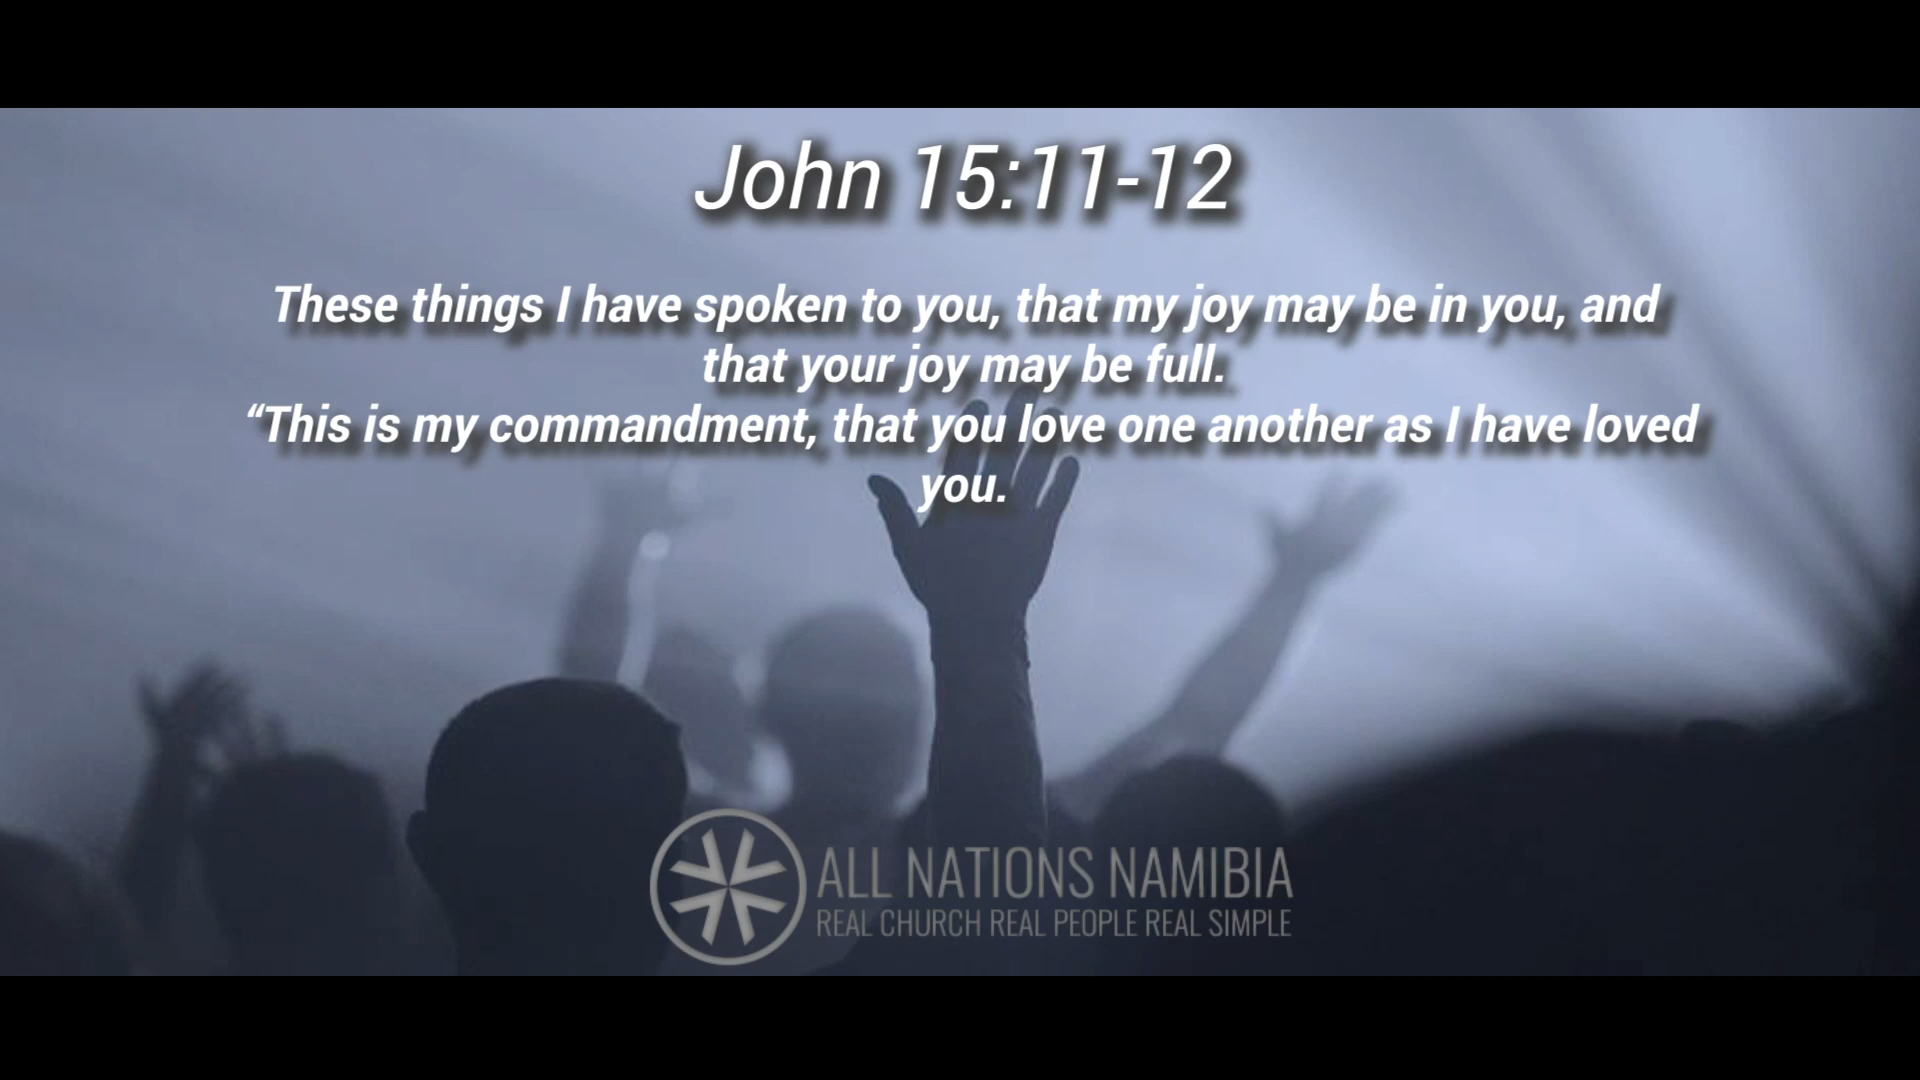 John 15:11-12
These things I have spoken to you, that my joy may be in you, and
that your joy may be full.
“This is my commandment, that you love one another as I have loved
you.
ALL NATIONS NAMIBIA
REAL CHURCH REAL PEOPLE REAL SIMPLE